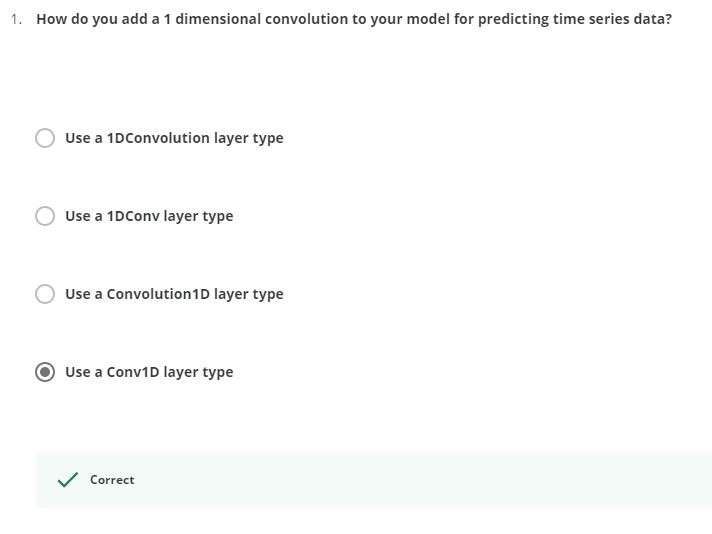 1. How do you add a 1 dimensional convolution to your model for predicting time series data?
Use a 1DConvolution layer type
Use a 1DConv layer type
Use a Convolution1D layer type
Use a Conv1D layer type
Correct